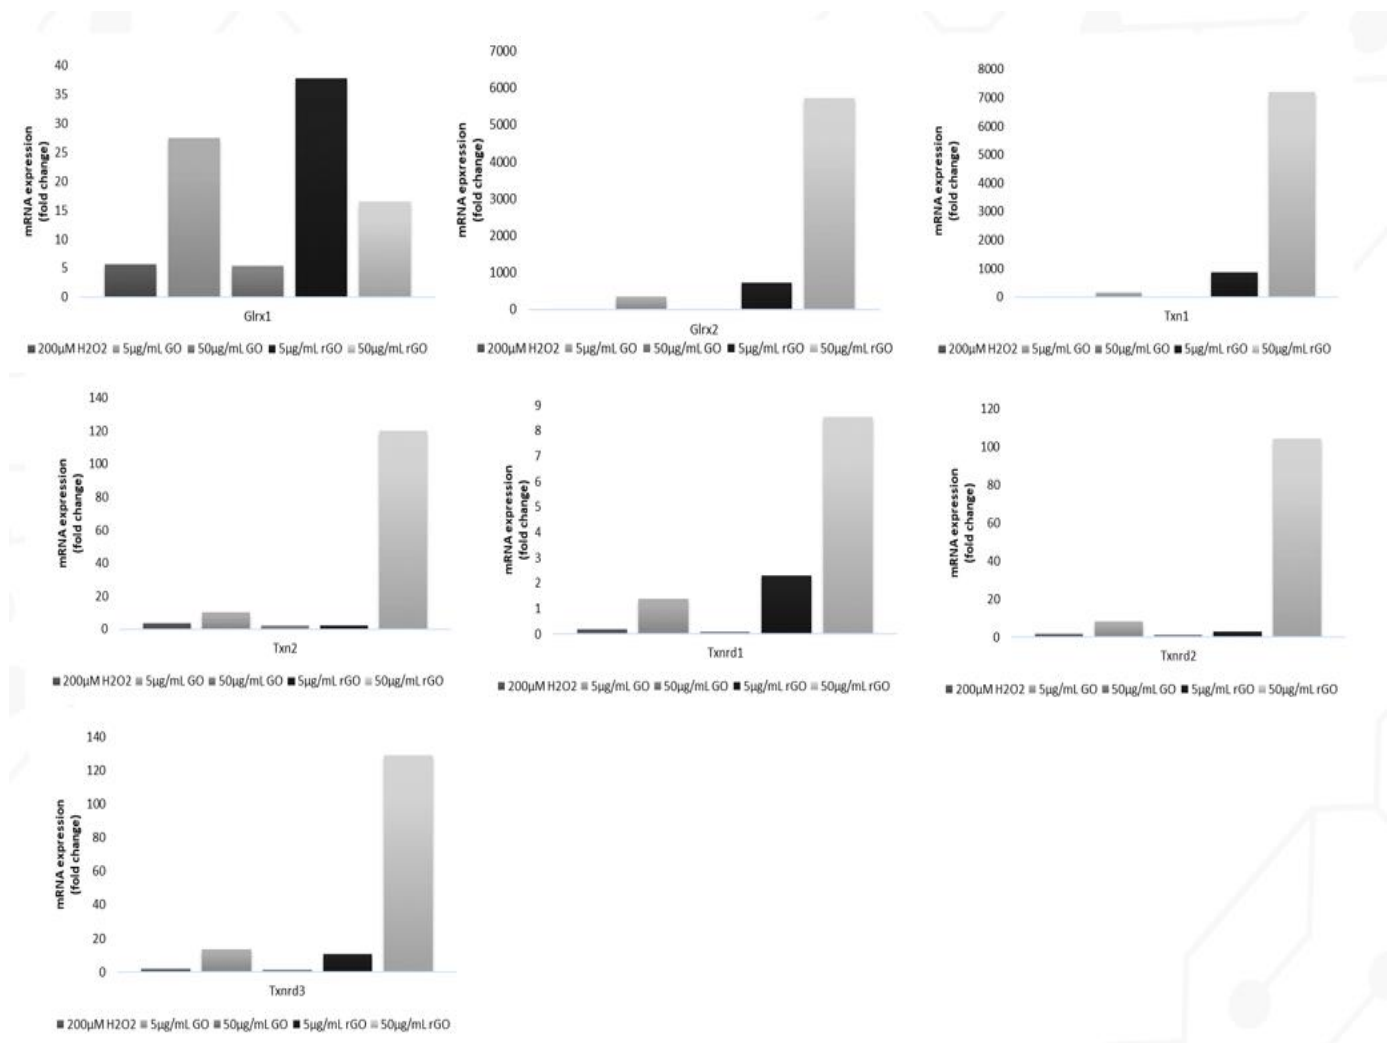 mRNA expression
(fold change)
40
35
30
25
20
15
10
5
0
Glrx1
200µM H2O2 5µg/mL GO 50µg/mL GO 5µg/mL rGO 50µg/mL rGO
mRNA epxression
(fold change)
7000
6000
5000
4000
3000
2000
1000
0
Glrx2
200µM H2O2 5µg/mL GO 50µg/mL GO 5µg/mL rGO 50µg/mL rGO
mRNA expression
(fold change)
8000
7000
6000
5000
4000
3000
2000
1000
0
Txn1
200µM H2O2 5µg/mL GO 50µg/mL GO 5µg/mL rGO 50µg/mL rGO
mRNA expression
(fold change)
140
120
100
80
60
40
20
0
Txn2
200µM H2O2 5µg/mL GO 50µg/mL GO 5µg/mL rGO 50µg/mL rGO
mRNA expression
(fold change)
9
8
7
6
5
4
3
2
1
0
Txnrd1
200µM H2O2 5µg/mL GO 50µg/mL GO 5µg/mL rGO 50µg/mL rGO
mRNA expression
(fold change)
120
100
80
60
40
20
0
Txnrd2
200µM H2O2 5µg/mL GO 50µg/mL GO 5µg/mL rGO 50µg/mL rGO
mRNA expression
(fold change)
140
120
100
80
60
40
20
0
Txnrd3
200µM H2O2 5µg/mL GO 50µg/mL GO 5µg/mL rGO 50µg/mL rGO